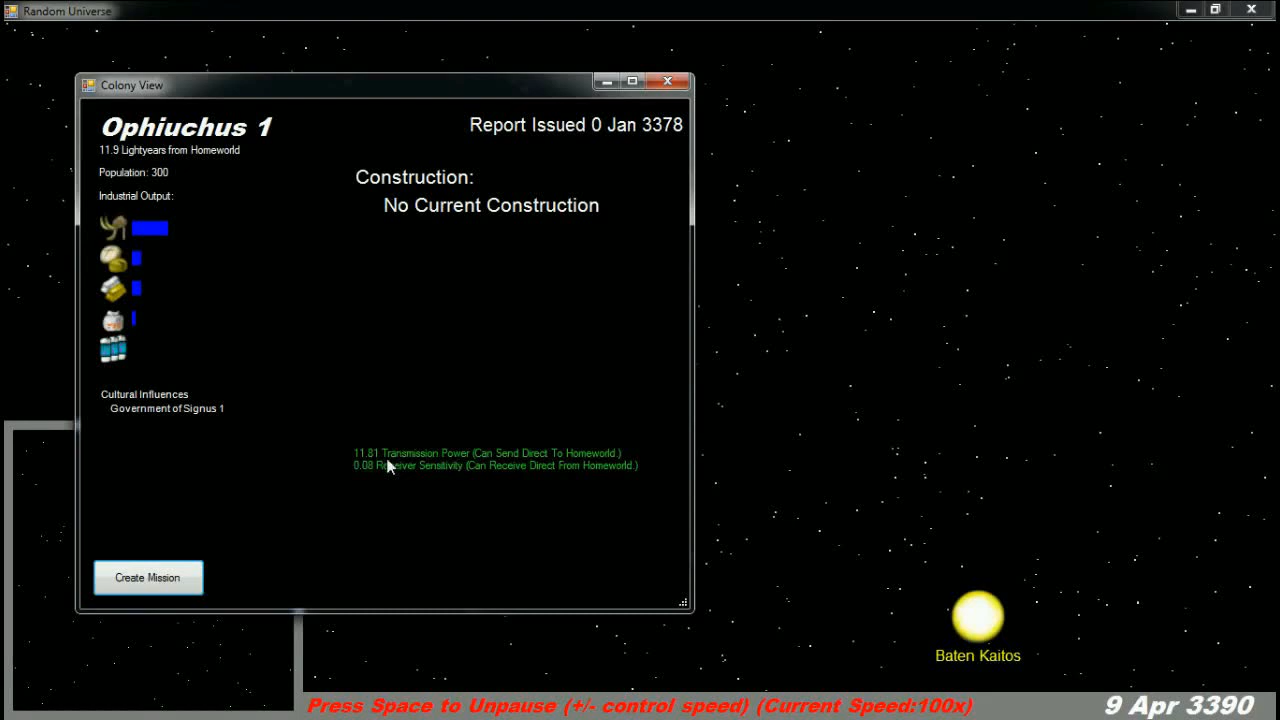 Random Universe
Colony View
Ophiuchus 1
Report Issued 0 Jan 3378
11.9 Lightyears from Homeworld
Population: 300
Industrial Output:
Construction:
No Current Construction
Cultural Influences
Government of Signus 1
11.81 Transmission Power (Can Send Direct To Homeworld.)
0.08 Receiver Sensitivity (Can Receive Direct From Homeworld.)
Create Mission
Baten Kaitos
Press Space to Unpause (+/- control speed) (Current Speed:100x)
9 Apr 3390